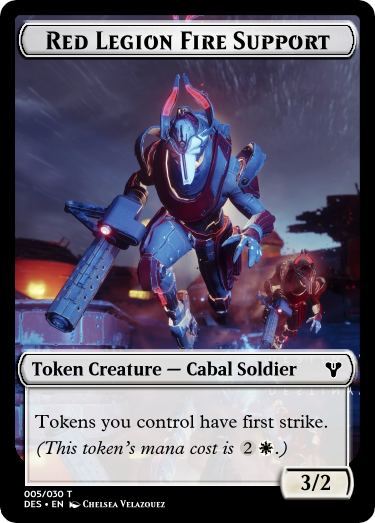 Red Legion Fire Support
Token Creature — Cabal Soldier
Tokens you control have first strike.
(This token's mana cost is 2.)
3/2
005/030 T
DES • EN Chelsea Velazouez